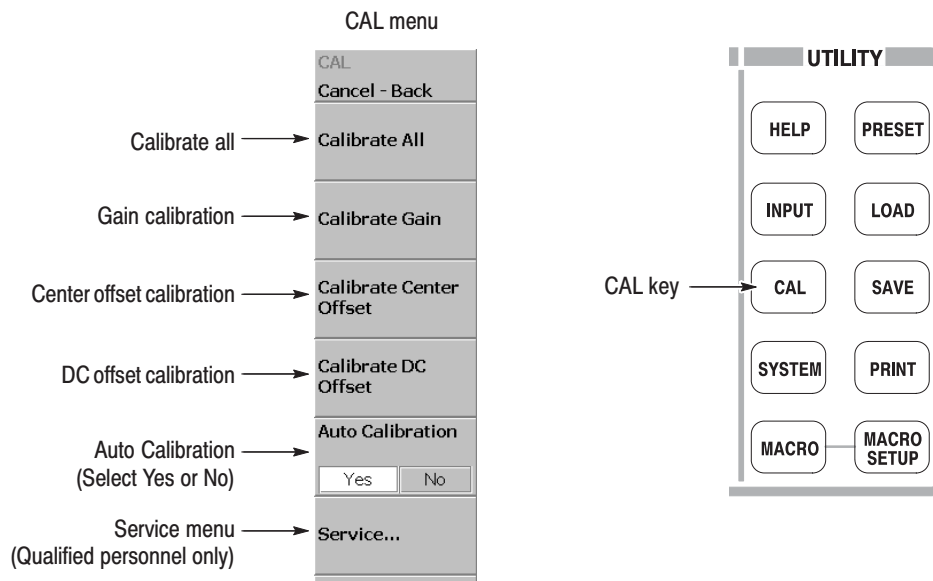 CAL menu
CAL
Cancel - Back
Calibrate all
Calibrate All
Gain calibration
Calibrate Gain
Center offset calibration
Calibrate Center
Offset
DC offset calibration
Calibrate DC
Offset
Auto Calibration
(Select Yes or No)
Auto Calibration
Yes No
Service menu
(Qualified personnel only)
Service...
UTILITY
HELP PRESET
INPUT LOAD
CAL key
CAL SAVE
SYSTEM PRINT
MACRO MACRO
SETUP